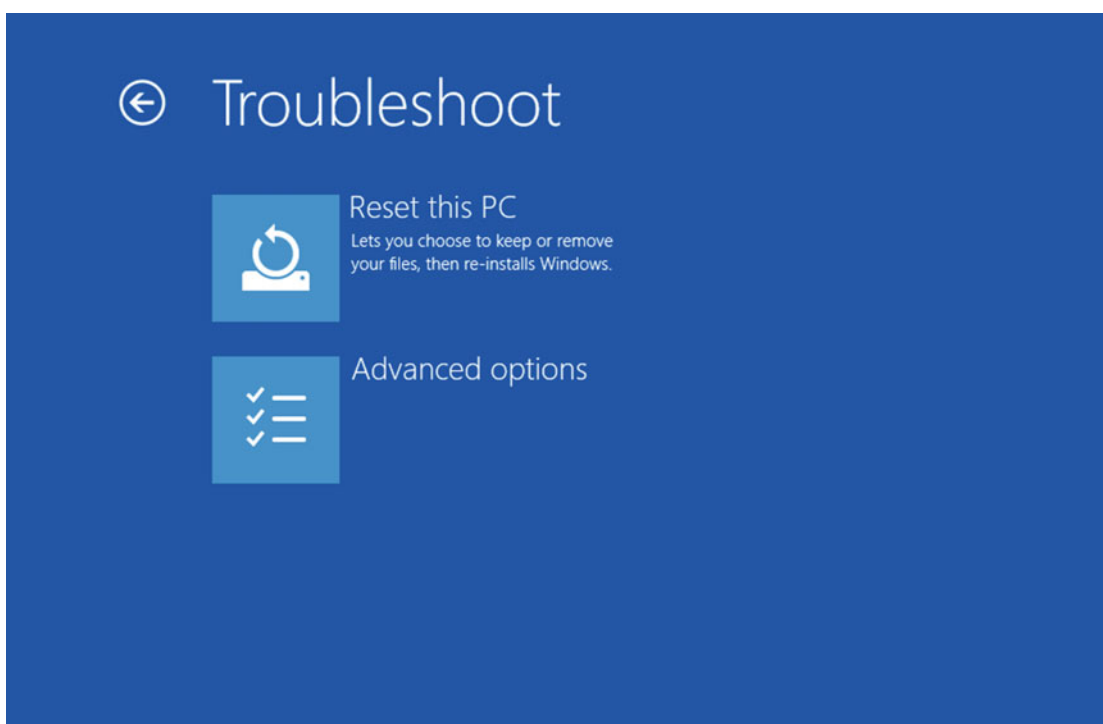 Troubleshoot
Reset this PC
Lets you choose to keep or remove
your files, then re-installs Windows.
Advanced options